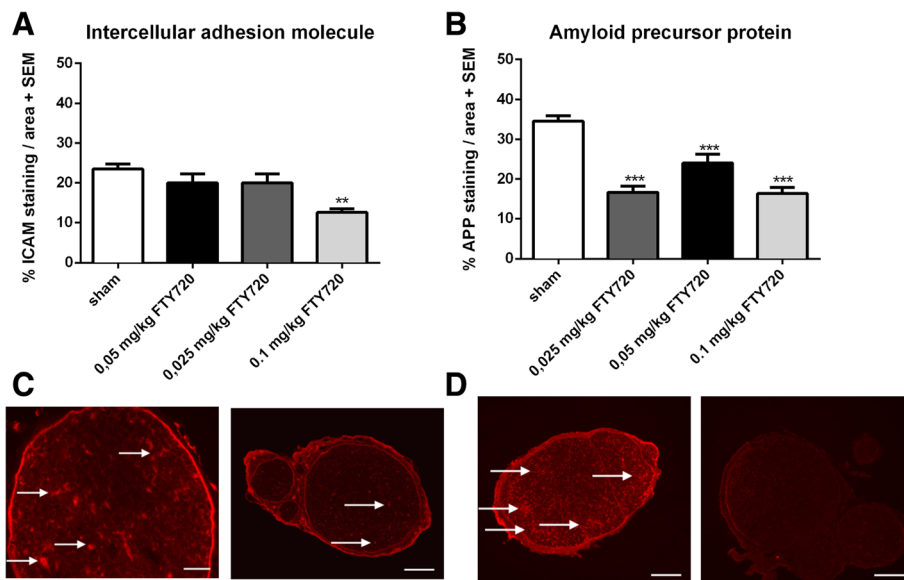 A
Intercellular adhesion molecule
% ICAM staining / area + SEM
50
40
30
20
10
0
**
sham
0,05 mg/kg FTY720
0,025 mg/kg FTY720
0.1 mg/kg FTY720
B
Amyloid precursor protein
% APP staining / area + SEM
50
40
30
20
10
0
***
***
***
sham
0,025 mg/kg FTY720
0,05 mg/kg FTY720
0.1 mg/kg FTY720
C
D